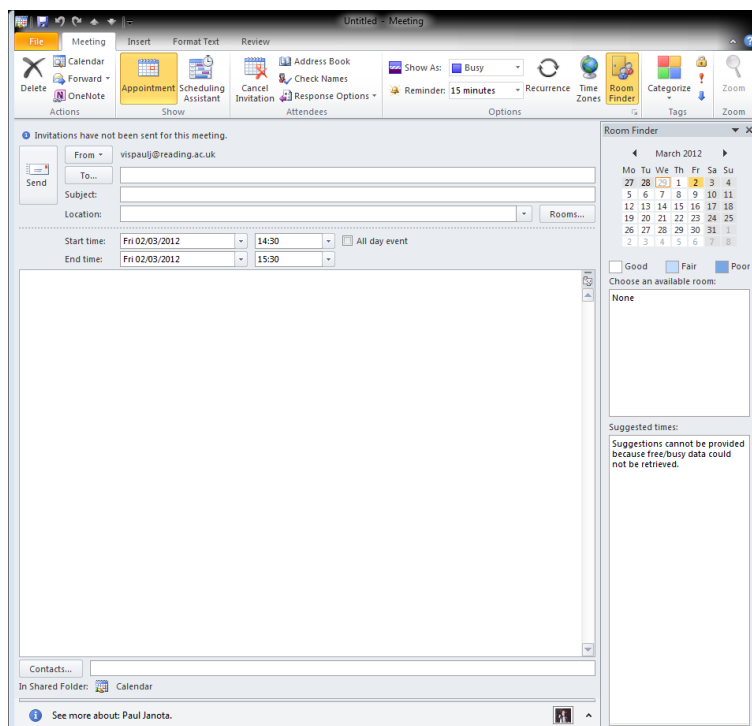 Untitled - Meeting
File Meeting Insert Format Text Review
Delete
Calendar
Forward
OneNote
Actions
Appointment
Scheduling Assistant
Show
Cancel Invitation
Address Book
Check Names
Response Options
Attendees
Show As: Busy
Reminder: 15 minutes
Recurrence
Time Zones
Room Finder
Options
Categorize
Tags
Zoom
Zoom
Invitations have not been sent for this meeting.
Send
From vispaulj@reading.ac.uk
To...
Subject:
Location: Rooms...
Start time: Fri 02/03/2012 14:30 All day event
End time: Fri 02/03/2012 15:30
Room Finder
March 2012
Mo Tu We Th Fr Sa Su
27 28 29 1 2 3 4
5 6 7 8 9 10 11
12 13 14 15 16 17 18
19 20 21 22 23 24 25
26 27 28 29 30 31 1
2 3 4 5 6 7 8
Good Fair Poor
Choose an available room:
None
Suggested times:
Suggestions cannot be provided
because free/busy data could
not be retrieved.
Contacts...
In Shared Folder: Calendar
See more about: Paul Janota.